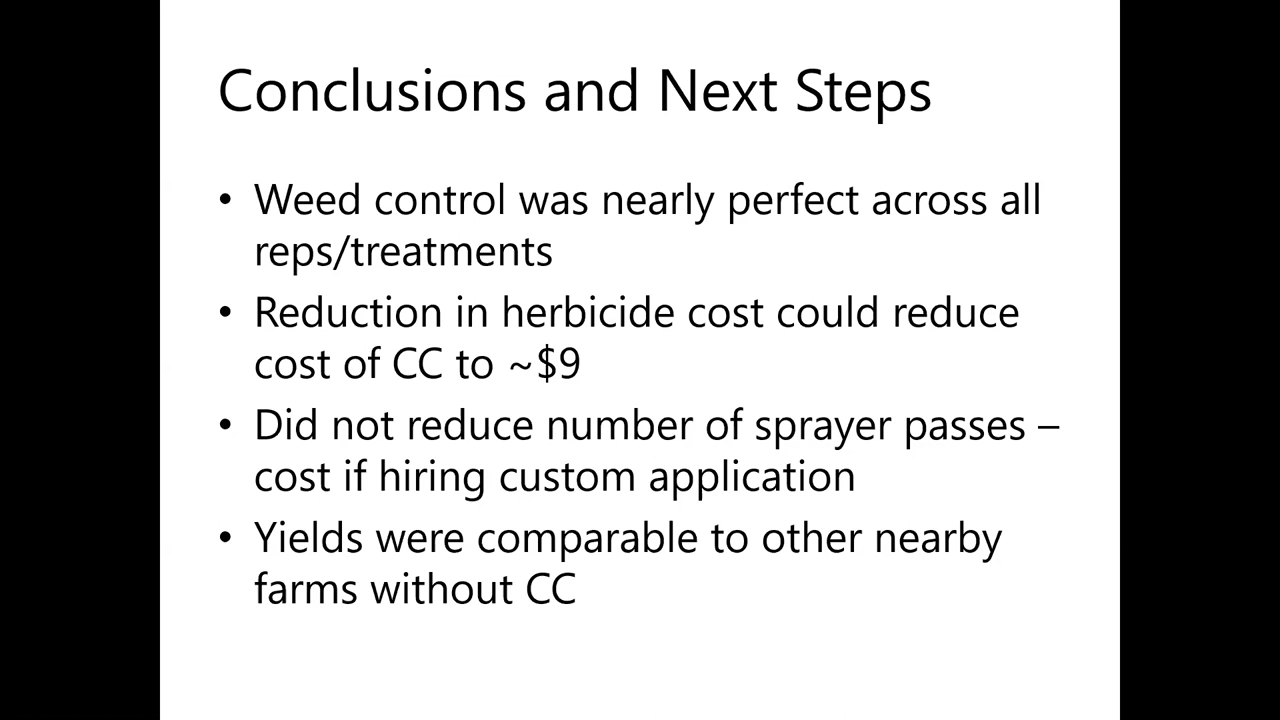 Conclusions and Next Steps
• Weed control was nearly perfect across all
reps/treatments
• Reduction in herbicide cost could reduce
cost of CC to ~$9
• Did not reduce number of sprayer passes –
cost if hiring custom application
• Yields were comparable to other nearby
farms without CC